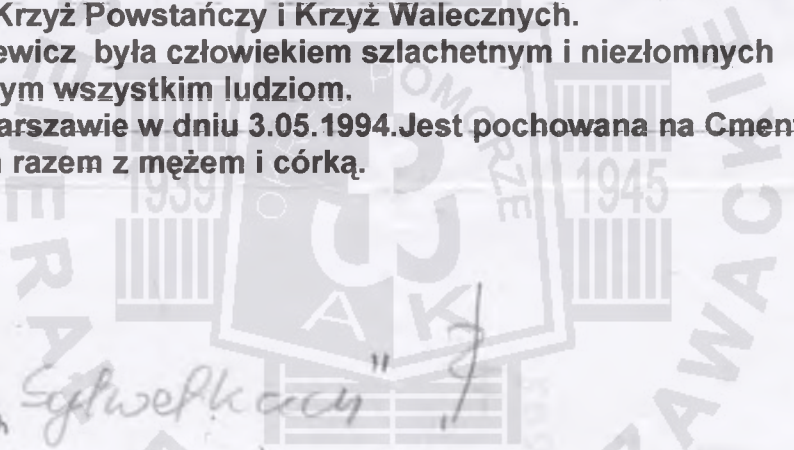 Krzyż Powstańczy i Krzyż Walecznych.
ewicz była człowiekiem szlachetnym i niezłomnych
ym wszystkim ludziom.
arszawie w dniu 3.05.1994.Jest pochowana na Cmen
razem z mężem i córką.
1939
1945
POMORZE
AK
Sylwetkach"